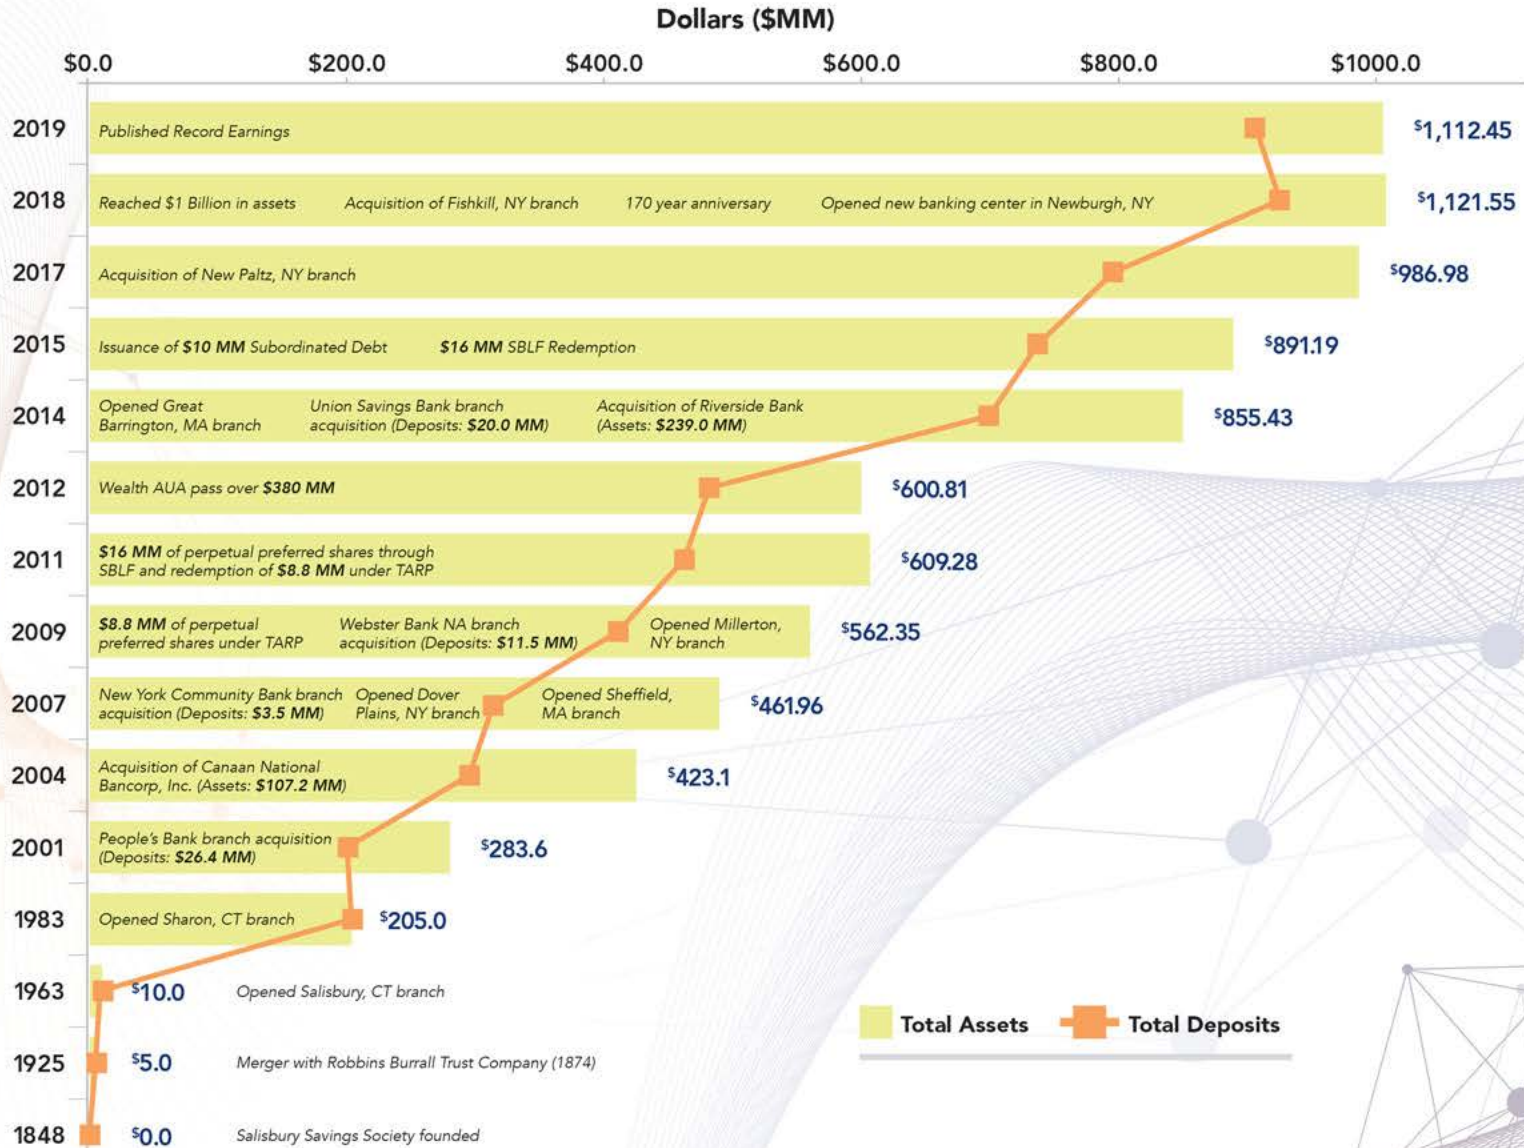 Dollars ($MM)
$0.0 $200.0 $400.0 $600.0 $800.0 $1000.0
2019 Published Record Earnings $1,112.45
2018 Reached $1 Billion in assets Acquisition of Fishkill, NY branch 170 year anniversary Opened new banking center in Newburgh, NY $1,121.55
2017 Acquisition of New Paltz, NY branch $986.98
2015 Issuance of $10 MM Subordinated Debt $16 MM SBLF Redemption $891.19
2014
Opened Great
Barrington, MA branch
Union Savings Bank branch
acquisition (Deposits: $20.0 MM)
Acquisition of Riverside Bank
(Assets: $239.0 MM)
$855.43
2012 Wealth AUA pass over $380 MM $600.81
2011
$16 MM of perpetual preferred shares through
SBLF and redemption of $8.8 MM under TARP
$609.28
2009
$8.8 MM of perpetual
preferred shares under TARP
Webster Bank NA branch
acquisition (Deposits: $11.5 MM)
Opened Millerton,
NY branch
$562.35
2007
New York Community Bank branch
acquisition (Deposits: $3.5 MM)
Opened Dover
Plains, NY branch
Opened Sheffield,
MA branch
$461.96
2004
Acquisition of Canaan National
Bancorp, Inc. (Assets: $107.2 MM)
$423.1
2001
People's Bank branch acquisition
(Deposits: $26.4 MM)
$283.6
1983 Opened Sharon, CT branch $205.0
1963 $10.0 Opened Salisbury, CT branch
Total Assets Total Deposits
1925 $5.0 Merger with Robbins Burrall Trust Company (1874)
1848 $0.0 Salisbury Savings Society founded